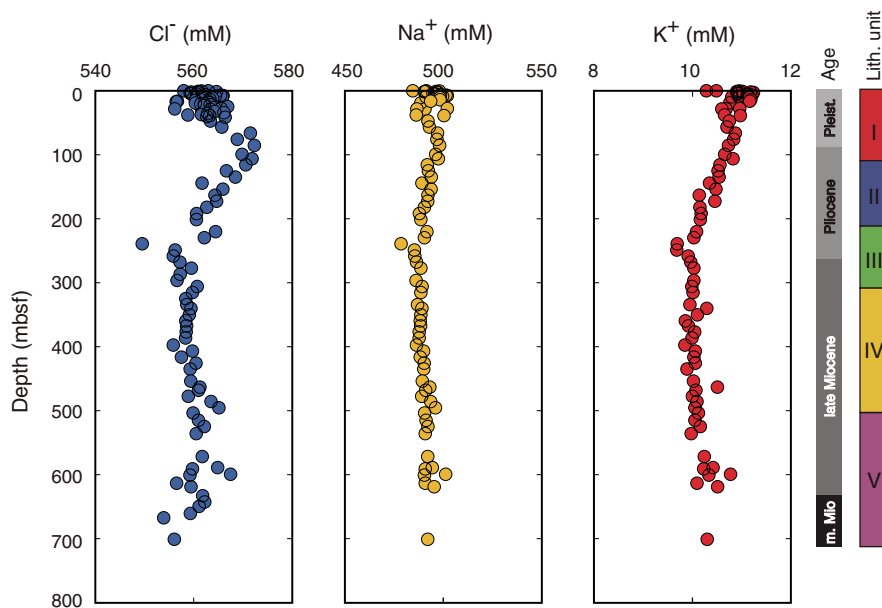 Cl⁻ (mM) Na⁺ (mM) K⁺ (mM)
540 560 580 450 500 550 8 10 12
Age
Lith. unit
0
100
200
300
400
500
600
700
800
Depth (mbsf)
Pleist.
Pliocene
late Miocene
m. Mio
I
II
III
IV
V